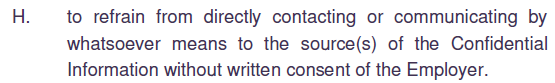 H. to refrain from directly contacting or communicating by
whatsoever means to the source(s) of the Confidential
Information without written consent of the Employer.